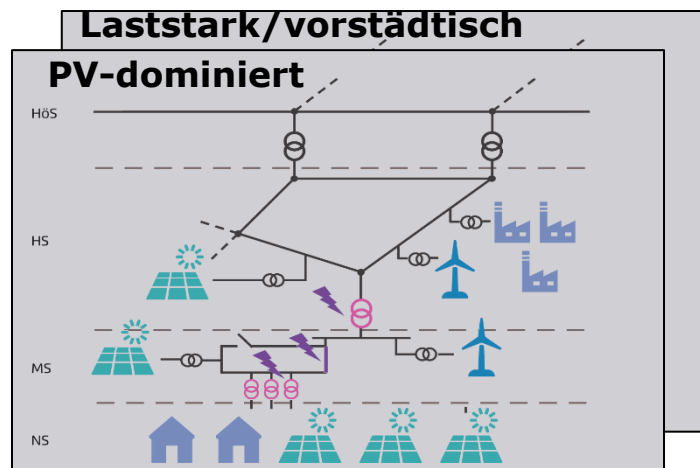 Laststark/vorstädtisch
PV-dominiert
HöS
HS
MS
NS